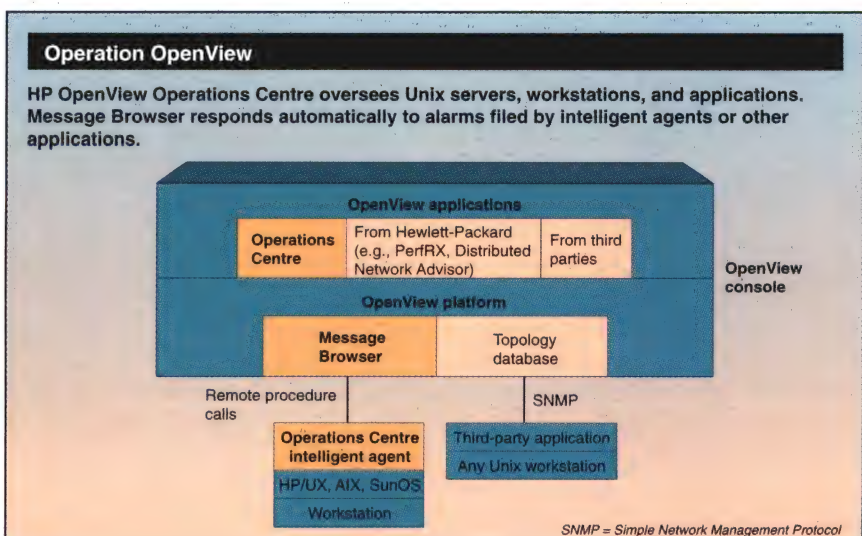 Operation OpenView
HP OpenView Operations Centre oversees Unix servers, workstations, and applications.
Message Browser responds automatically to alarms filed by intelligent agents or other
applications.
OpenView applications
Operations
Centre
From Hewlett-Packard
(e.g., PerfRX, Distributed
Network Advisor)
From third
parties
OpenView
console
OpenView platform
Message
Browser
Topology
database
Remote procedure
calls
SNMP
Operations Centre
intelligent agent
HP/UX, AIX, SunOS
Workstation
Third-party application
Any Unix workstation
SNMP = Simple Network Management Protocol